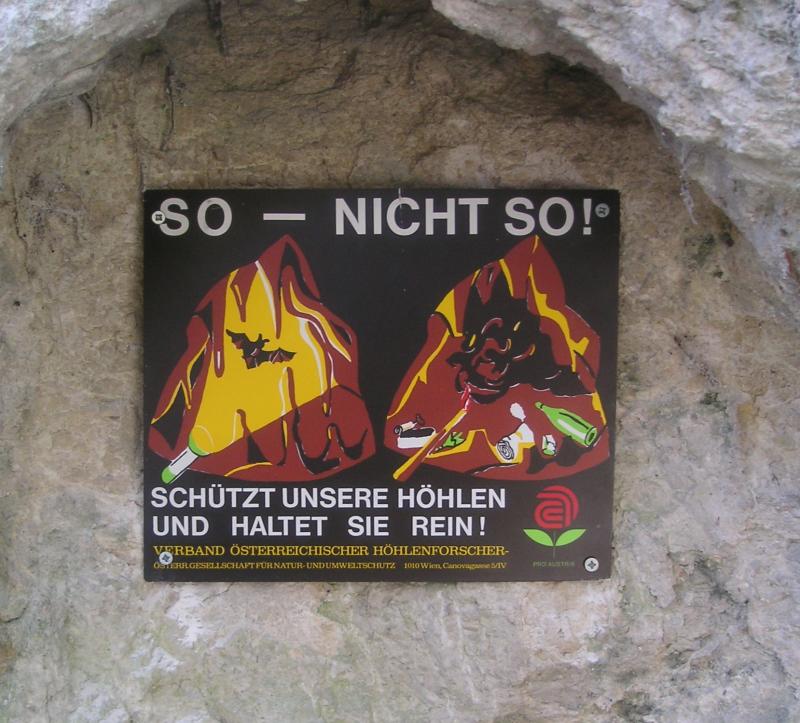 SO — NICHT SO!
SCHÜTZT UNSERE HÖHLEN
UND HALTET SIE REIN!
VERBAND ÖSTERREICHISCHER HÖHLENFORSCHER-
ÖSTERR. GESELLSCHAFT FÜR NATUR- UND UMWELTSCHUTZ 1010 Wien, Canovagasse 5/IV
PRO AUSTRIA